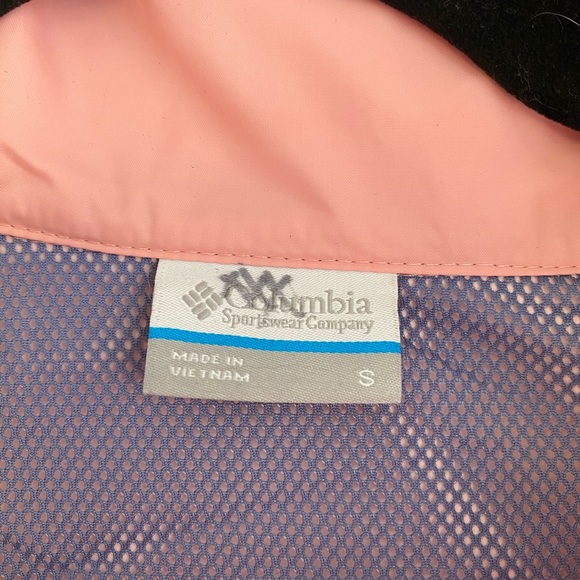 Columbia
Sportswear Company
MADE IN
VIETNAM
S